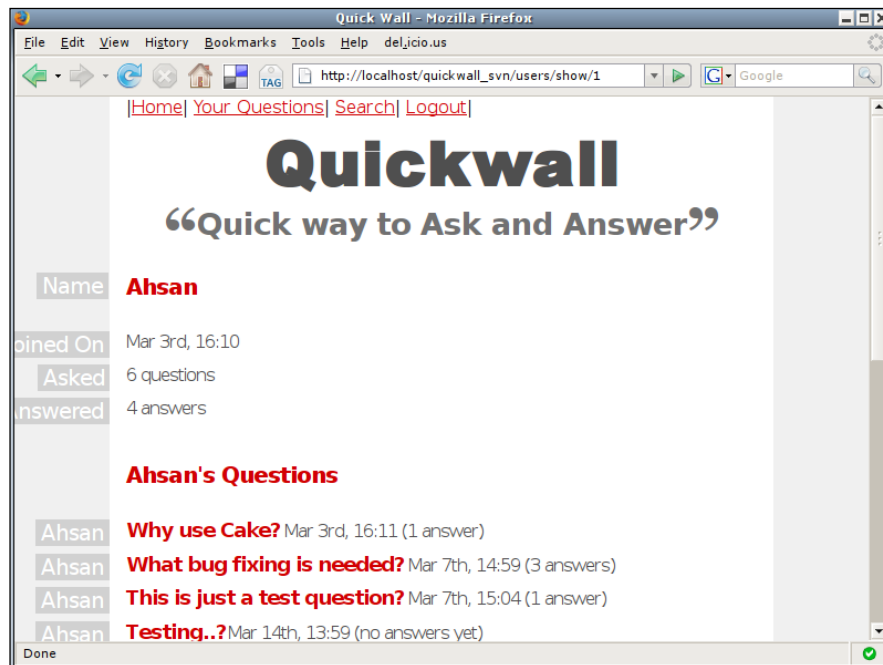 Quick Wall - Mozilla Firefox
File Edit View History Bookmarks Tools Help del.icio.us
TAG http://localhost/quickwall_svn/users/show/1 G Google
|Home| Your Questions| Search| Logout|
Quickwall
“Quick way to Ask and Answer”
Name Ahsan
oined On Mar 3rd, 16:10
Asked 6 questions
Answered 4 answers
Ahsan's Questions
Ahsan Why use Cake? Mar 3rd, 16:11 (1 answer)
Ahsan What bug fixing is needed? Mar 7th, 14:59 (3 answers)
Ahsan This is just a test question? Mar 7th, 15:04 (1 answer)
Ahsan Testing..? Mar 14th, 13:59 (no answers yet)
Done